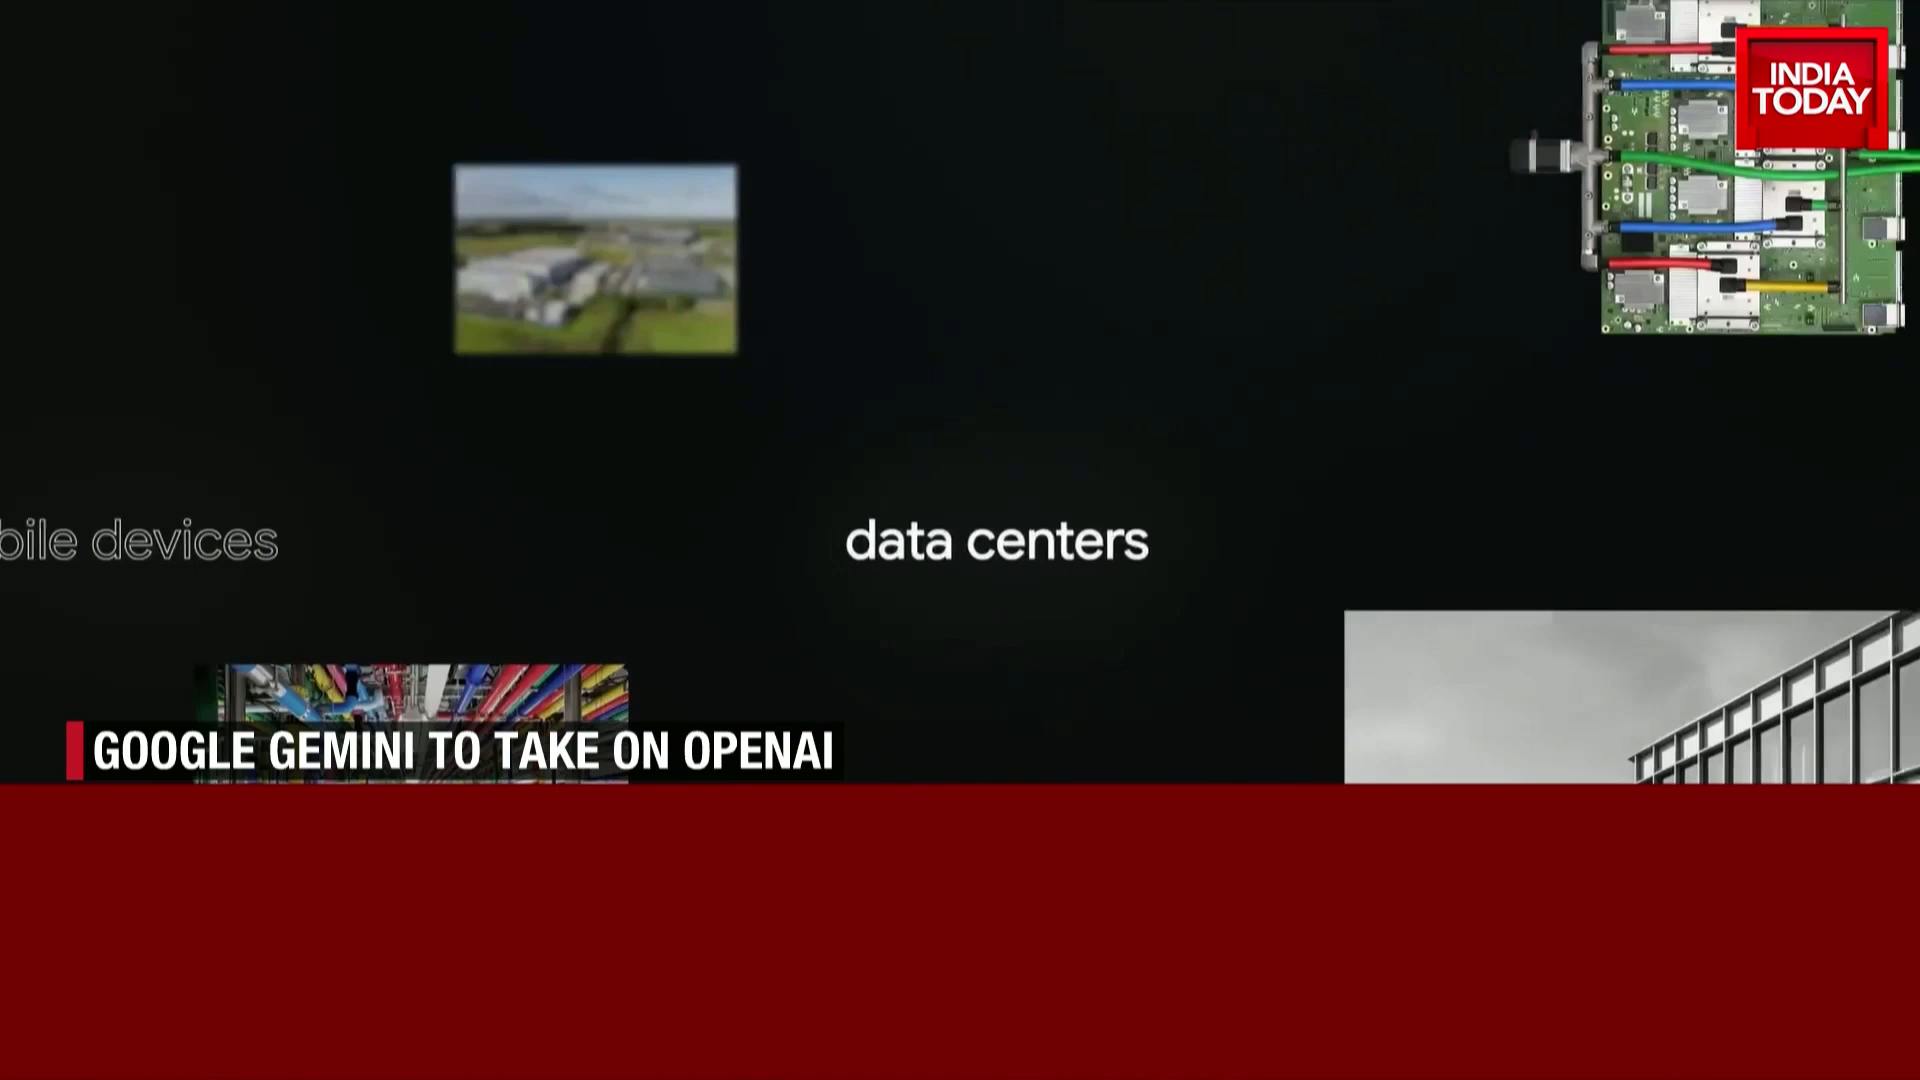 INDIA
TODAY
bile devices
data centers
GOOGLE GEMINI TO TAKE ON OPENAI